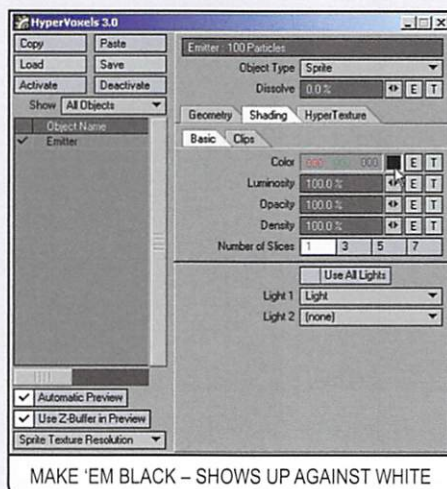 HyperVoxels 3.0
Copy Paste
Load Save
Activate Deactivate
Show All Objects
Object Name
Emitter
Automatic Preview
Use Z-Buffer in Preview
Sprite Texture Resolution
Emitter : 100 Particles
Object Type Sprite
Dissolve 0.0 % E T
Geometry Shading HyperTexture
Basic Clips
Color 000 000 000 E T
Luminosity 100.0 % E T
Opacity 100.0 % E T
Density 100.0 % E T
Number of Slices 1 3 5 7
Use All Lights
Light 1 Light
Light 2 (none)
MAKE 'EM BLACK – SHOWS UP AGAINST WHITE